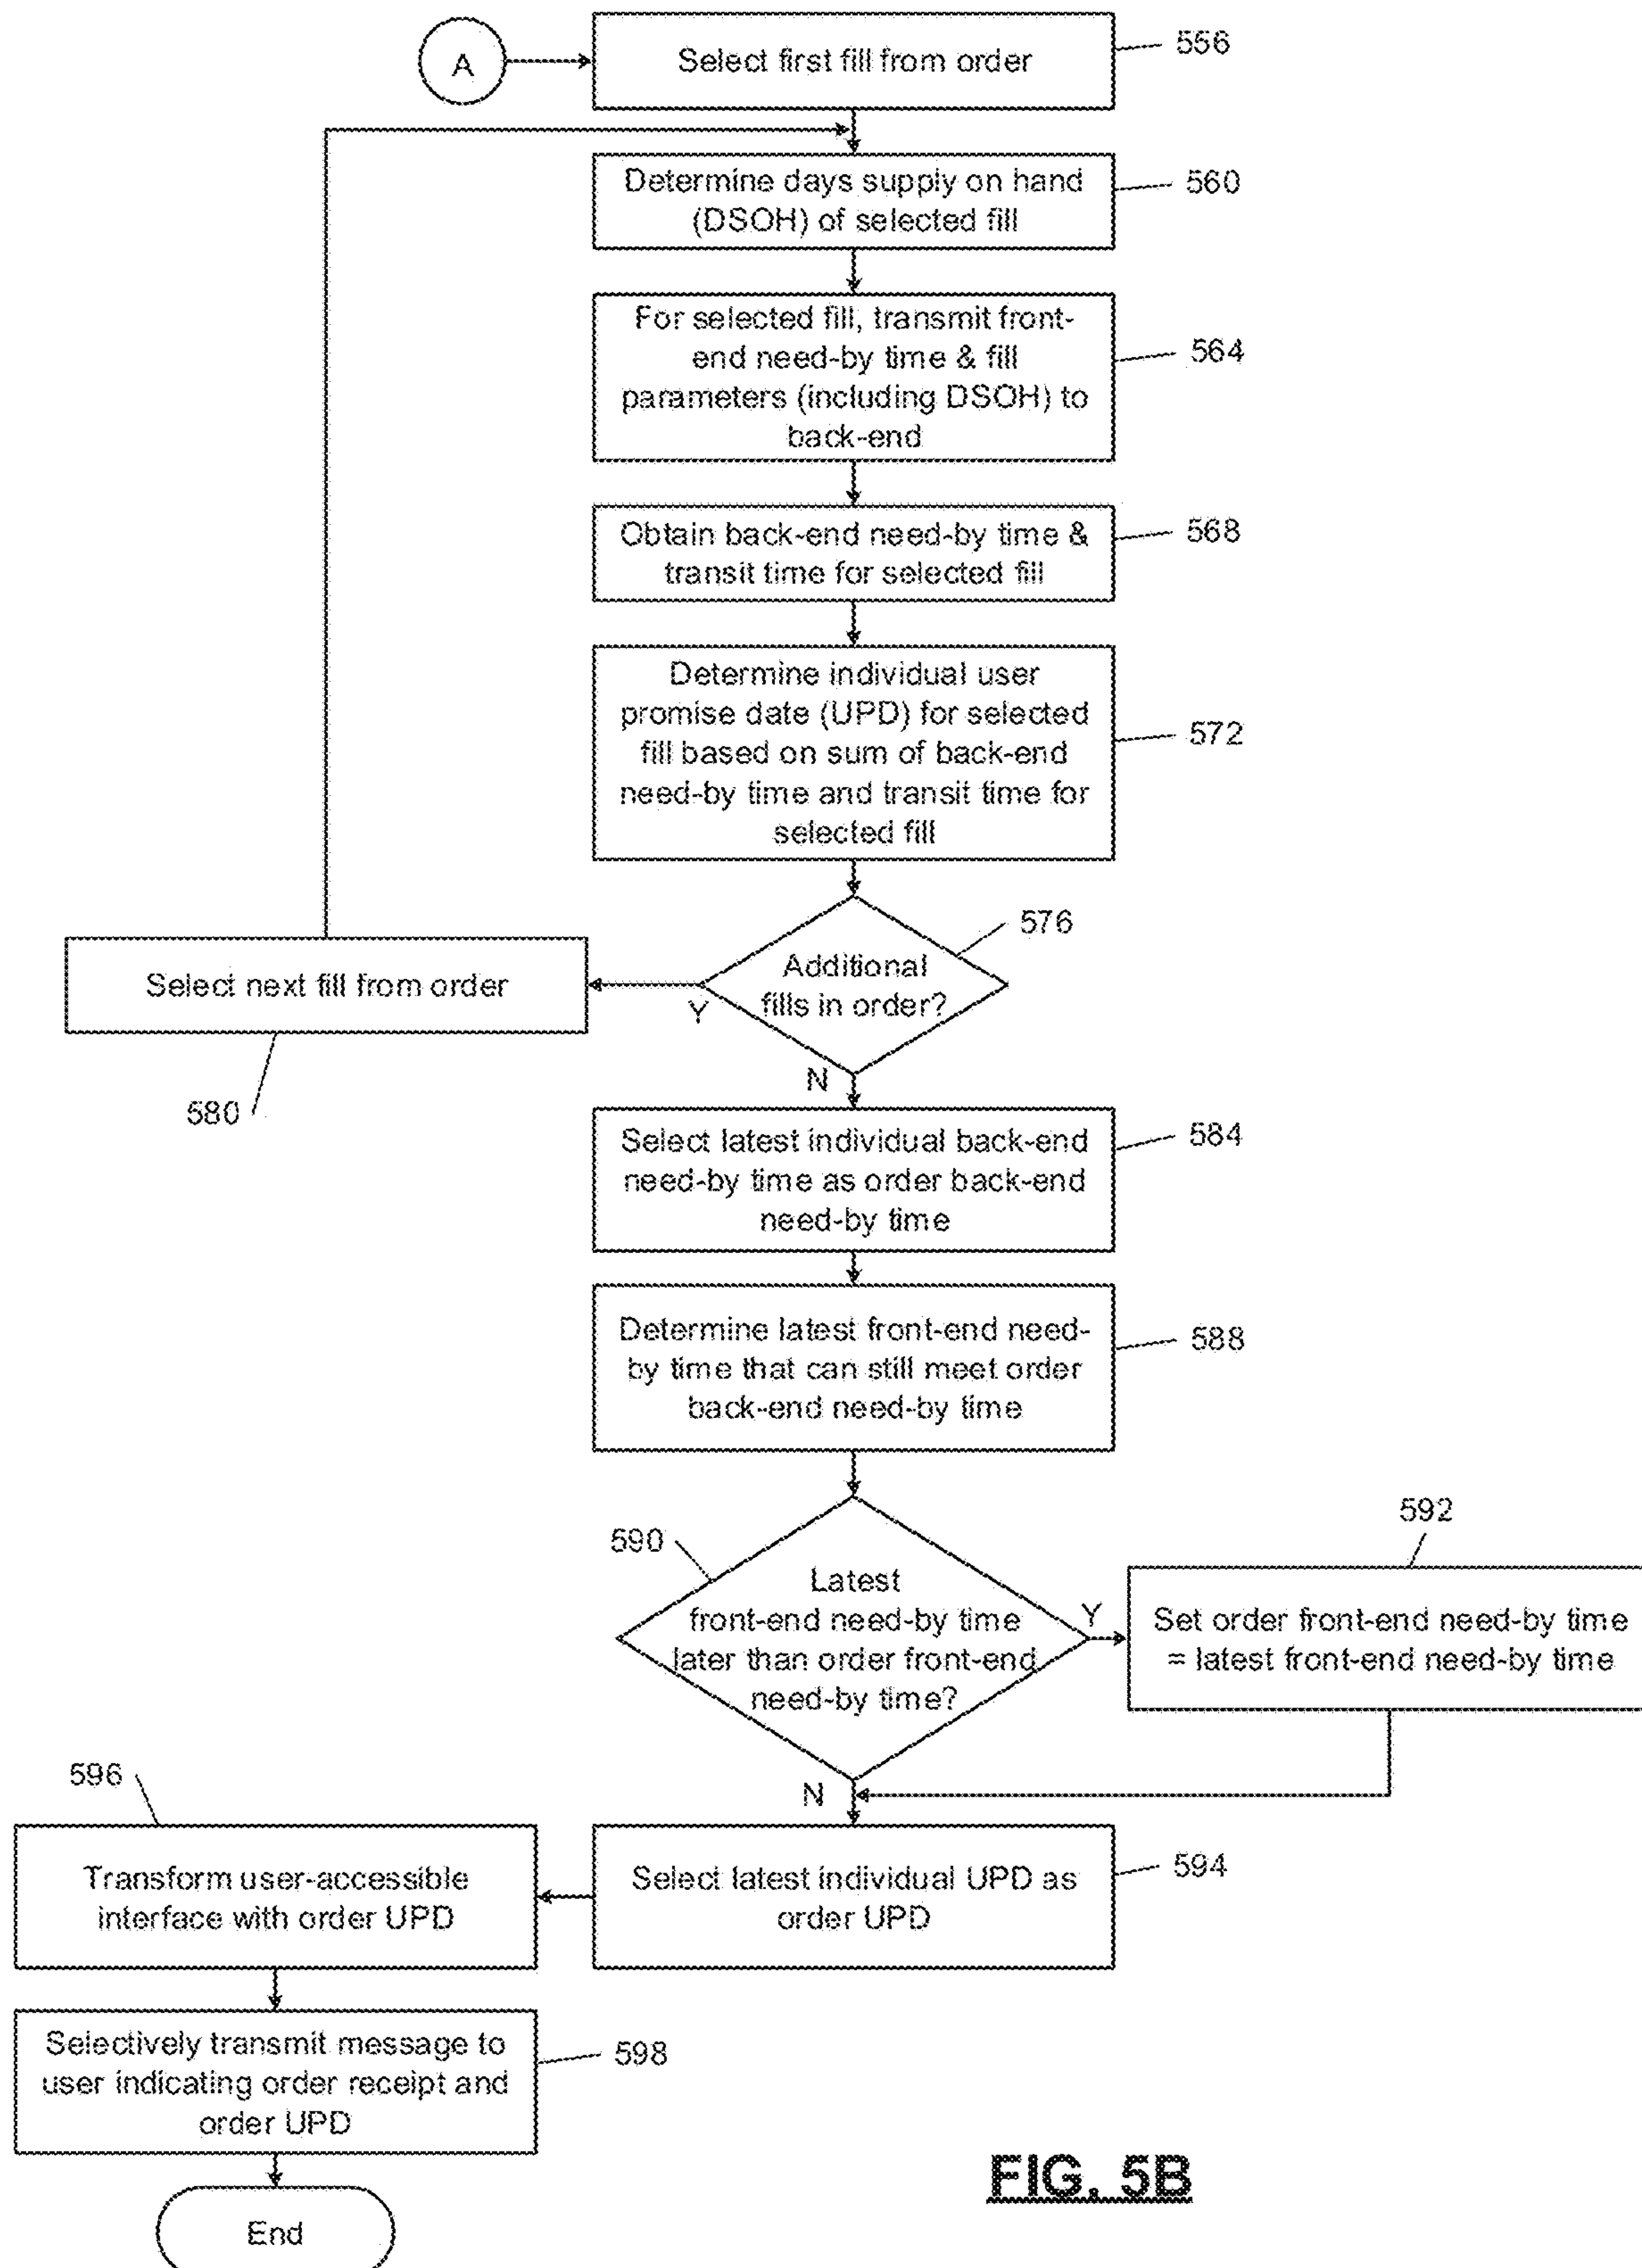 A
Select first fill from order
556
Determine days supply on hand
(DSOH) of selected fill
560
For selected fill, transmit front-
end need-by time & fill
parameters (including DSOH) to
back-end
564
Obtain back-end need-by time &
transit time for selected fill
568
Determine individual user
promise date (UPD) for selected
fill based on sum of back-end
need-by time and transit time for
selected fill
572
Additional
fills in order?
576
Y
Select next fill from order
580
N
Select latest individual back-end
need-by time as order back-end
need-by time
584
Determine latest front-end need-
by time that can still meet order
back-end need-by time
588
590
Latest
front-end need-by time
later than order front-end
need-by time?
Y
592
Set order front-end need-by time
= latest front-end need-by time
N
Select latest individual UPD as
order UPD
594
596
Transform user-accessible
interface with order UPD
Selectively transmit message to
user indicating order receipt and
order UPD
598
End
FIG. 5B